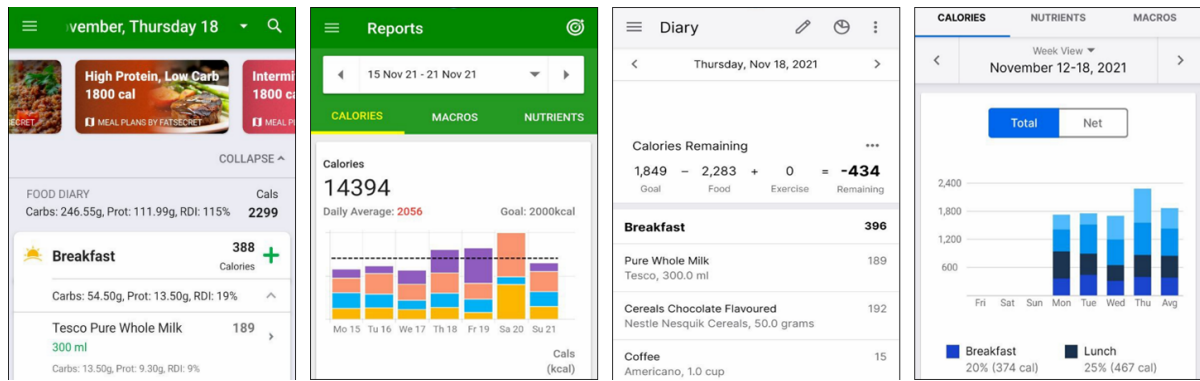 vember, Thursday 18
High Protein, Low Carb
1800 cal
MEAL PLANS BY FATSECRET
ECRET
Intermi
1800 ca
MEAL P
COLLAPSE
FOOD DIARY
Cals
Carbs: 246.55g, Prot: 111.99g, RDI: 115%
2299
Breakfast
388
Calories
Carbs: 54.50g, Prot: 13.50g, RDI: 19%
Tesco Pure Whole Milk
189
300 ml
Carbs: 13.50g, Prot: 9.30g, RDI: 9%
Reports
15 Nov 21 - 21 Nov 21
CALORIES MACROS NUTRIENTS
Calories
14394
Daily Average: 2056
Goal: 2000kcal
Mo 15 Tu 16 We 17 Th 18 Fr 19 Sa 20 Su 21
Cals
(kcal)
Diary
Thursday, Nov 18, 2021
Calories Remaining
1,849 − 2,283 + 0 = -434
Goal Food Exercise Remaining
Breakfast 396
Pure Whole Milk 189
Tesco, 300.0 ml
Cereals Chocolate Flavoured 192
Nestle Nesquik Cereals, 50.0 grams
Coffee 15
Americano, 1.0 cup
CALORIES NUTRIENTS MACROS
Week View
November 12-18, 2021
Total Net
2,400
1,800
1,200
600
Fri Sat Sun Mon Tue Wed Thu Avg
Breakfast Lunch
20% (374 cal) 25% (467 cal)